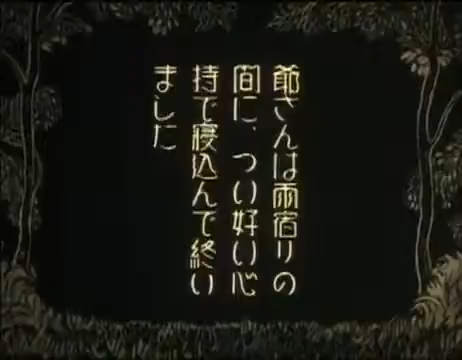 爺さんは雨宿りの
間に、つい好い心
持で寝込んで終い
ました